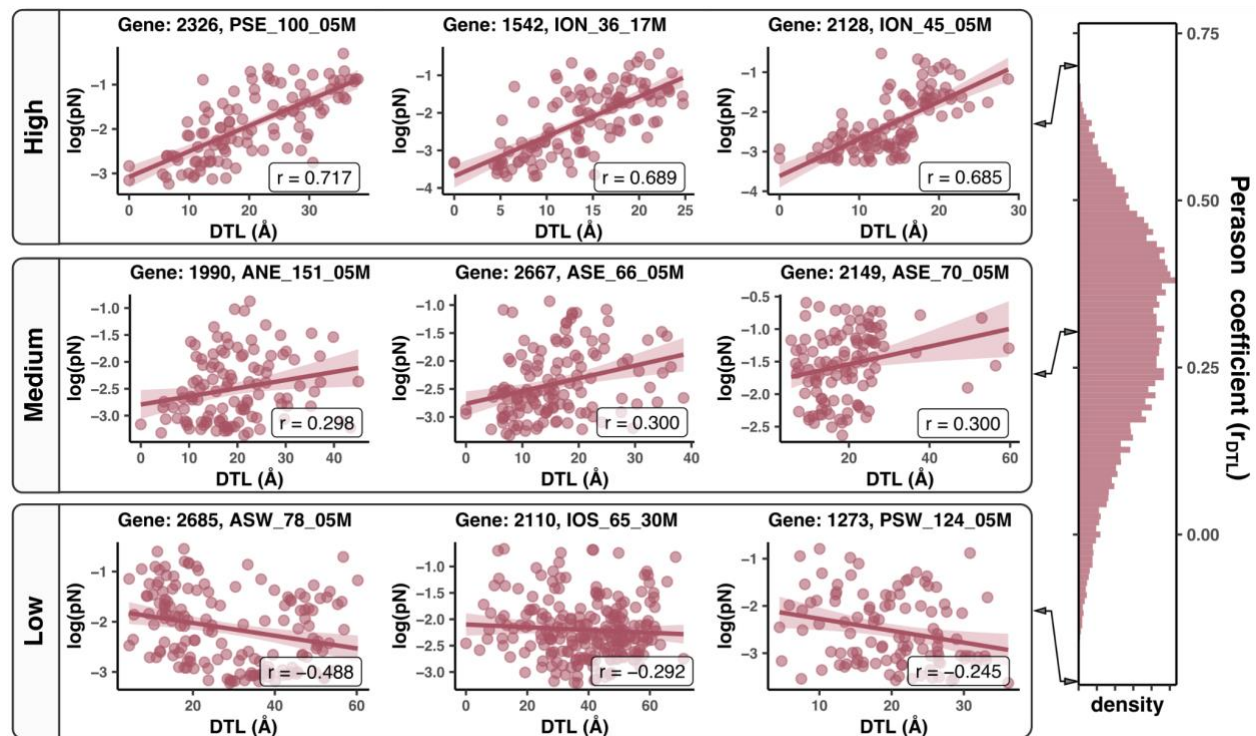 High
Gene: 2326, PSE_100_05M
log(pN)
−1
−2
−3
r = 0.717
0
10
20
30
DTL (Å)
Gene: 1542, ION_36_17M
log(pN)
−1
−2
−3
−4
r = 0.689
0
5
10
15
20
25
DTL (Å)
Gene: 2128, ION_45_05M
log(pN)
−1
−2
−3
−4
r = 0.685
0
10
20
30
DTL (Å)
Medium
Gene: 1990, ANE_151_05M
log(pN)
−1.0
−1.5
−2.0
−2.5
−3.0
r = 0.298
0
10
20
30
40
DTL (Å)
Gene: 2667, ASE_66_05M
log(pN)
−1.0
−1.5
−2.0
−2.5
−3.0
r = 0.300
0
10
20
30
40
DTL (Å)
Gene: 2149, ASE_70_05M
log(pN)
−0.5
−1.0
−1.5
−2.0
−2.5
r = 0.300
20
40
60
DTL (Å)
Low
Gene: 2685, ASW_78_05M
log(pN)
−1
−2
−3
r = −0.488
20
40
60
DTL (Å)
Gene: 2110, IOS_65_30M
log(pN)
−1.0
−1.5
−2.0
−2.5
−3.0
r = −0.292
0
20
40
60
DTL (Å)
Gene: 1273, PSW_124_05M
log(pN)
−1
−2
−3
r = −0.245
10
20
30
DTL (Å)
0.75
0.50
0.25
0.00
Perason coefficient (rDTL)
density